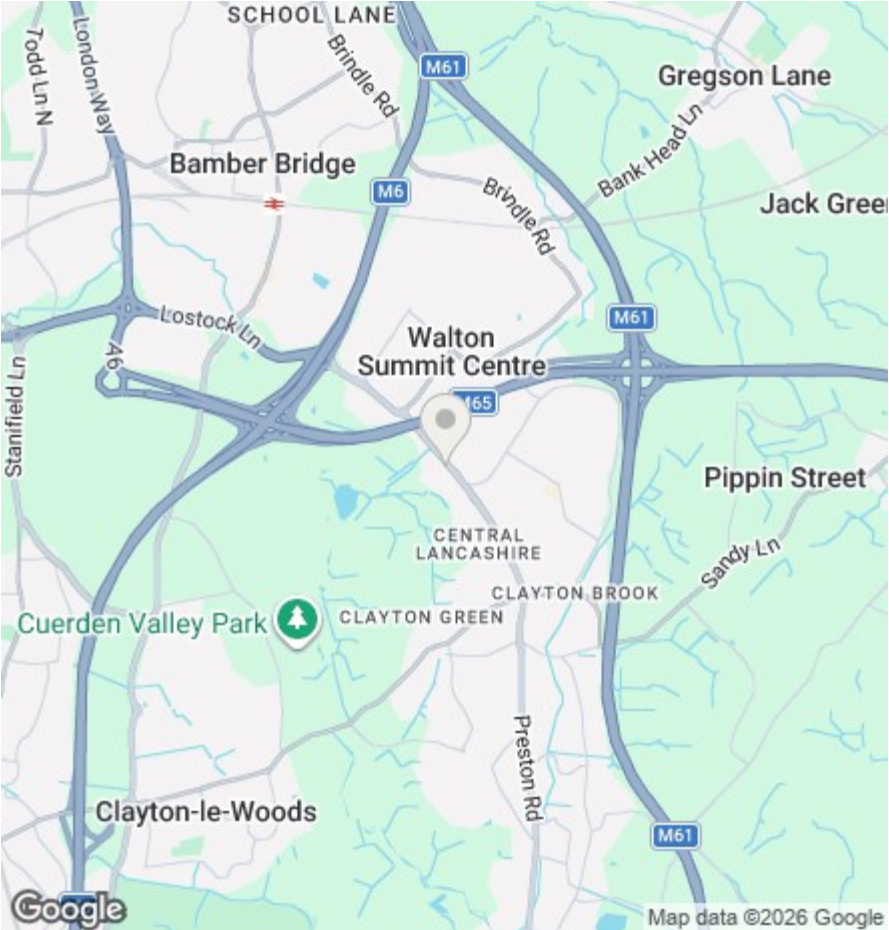 SCHOOL LANE
Todd Ln N
London Way
Brindle Rd
M61
Gregson Lane
Bank Head Ln
Bamber Bridge
M6
Brindle Rd
Jack Green
Lostock Ln
M61
A6
Walton
Summit Centre
M65
Stanifield Ln
Pippin Street
CENTRAL
LANCASHIRE
Sandy Ln
CLAYTON BROOK
Cuerden Valley Park
CLAYTON GREEN
Preston Rd
Clayton-le-Woods
M61
Google
Map data ©2026 Google